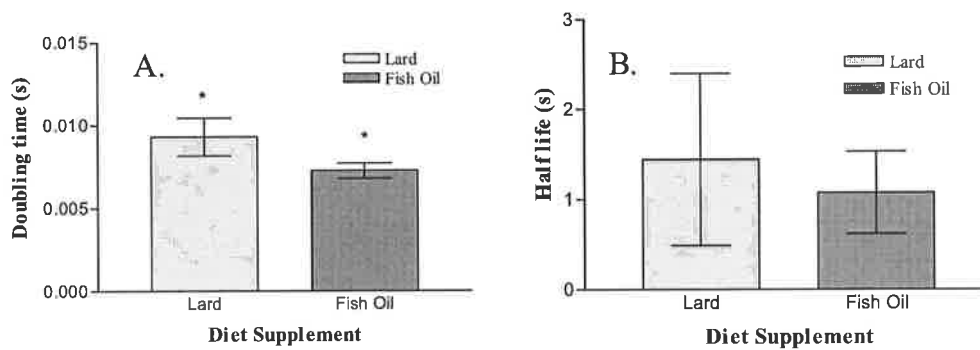 0.015
0.010
0.005
0.000
Doubling time (s)
A.
Lard
Fish Oil
*
*
Lard
Fish Oil
Diet Supplement
3
2
1
0
Half life (s)
B.
Lard
Fish Oil
Lard
Fish Oil
Diet Supplement